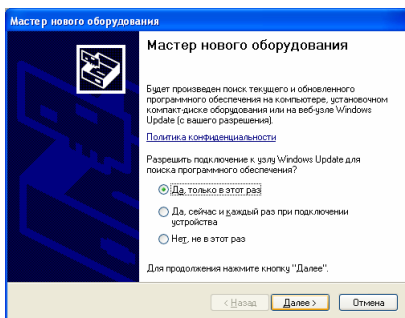 Мастер нового оборудования
Мастер нового оборудования
Будет произведен поиск текущего и обновленного
программного обеспечения на компьютере, установочном
компакт-диске оборудования или на веб-узле Windows
Update (с вашего разрешения).
Политика конфиденциальности
Разрешить подключение к узлу Windows Update для
поиска программного обеспечения?
Да, только в этот раз
Да, сейчас и каждый раз при подключении
устройства
Нет, не в этот раз
Для продолжения нажмите кнопку "Далее".
< Назад
Далее >
Отмена